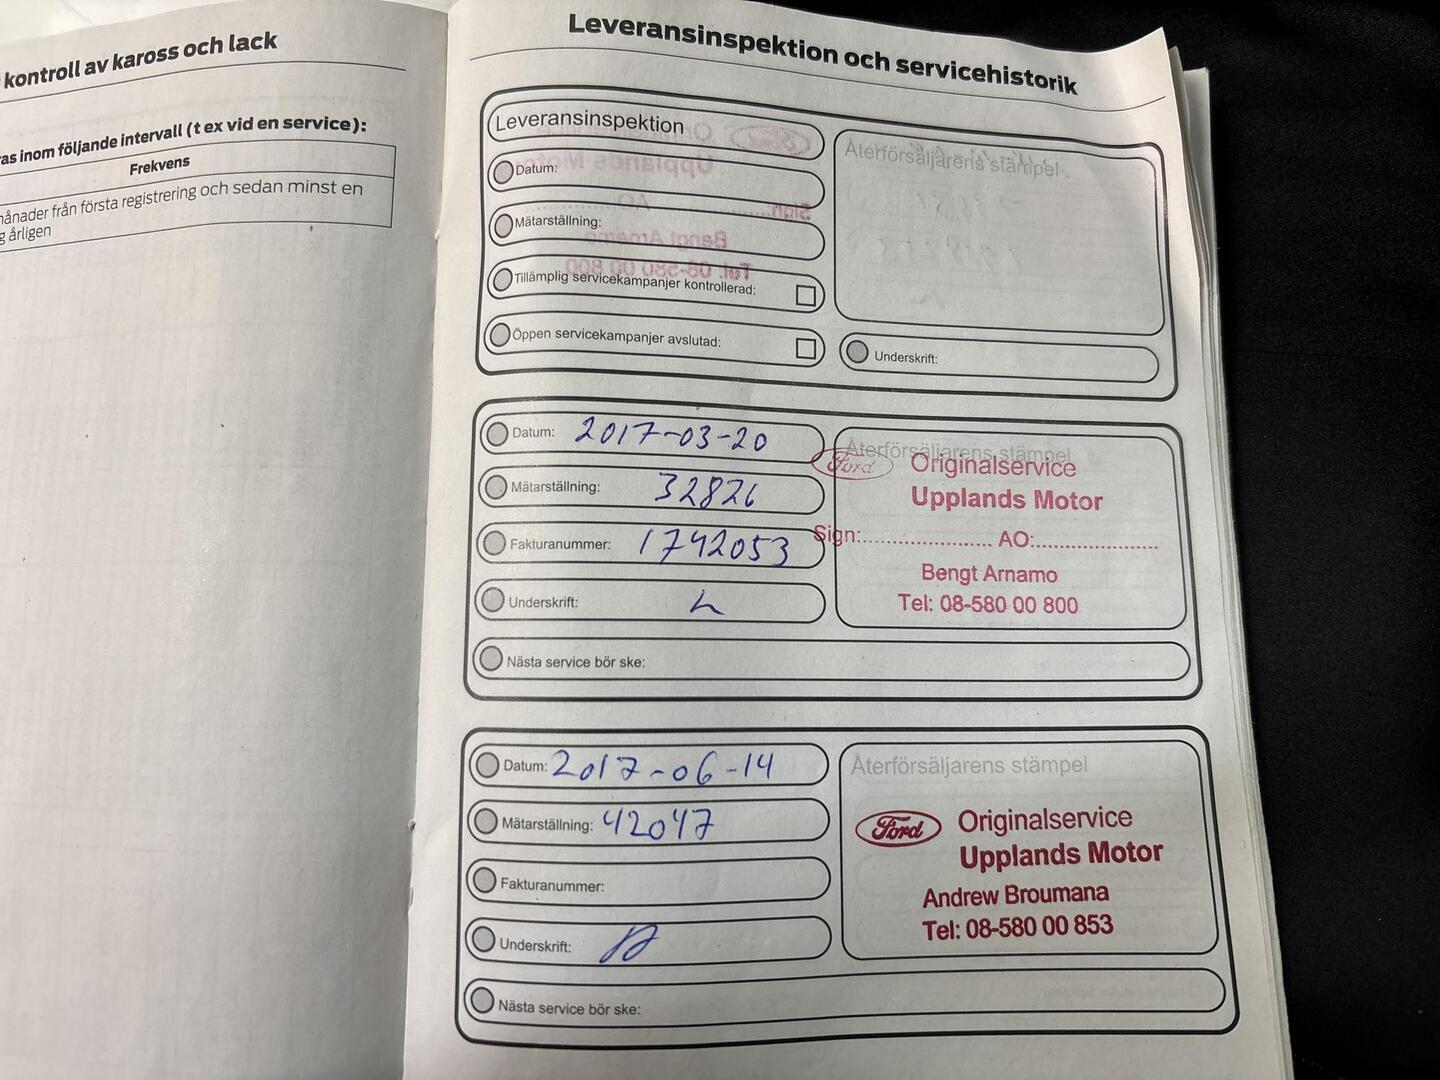 kontroll av kaross och lack
as inom följande intervall (t ex vid en service):
Frekvens
månader från första registrering och sedan minst en
g årligen
Leveransinspektion och servicehistorik
Leveransinspektion
Återförsäljarens stämpel
Datum:
Mätarställning:
Tillämplig servicekampanjer kontrollerad:
Öppen servicekampanjer avslutad:
Underskrift:
Datum: 2017-03-20
Mätarställning: 32826
Fakturanummer: 1742053
Underskrift:
Återförsäljarens stämpel
Ford Originalservice
Upplands Motor
Sign:...................... AO:.....................
Bengt Arnamo
Tel: 08-580 00 800
Nästa service bör ske:
Datum: 2017-06-14
Mätarställning: 42047
Fakturanummer:
Underskrift:
Återförsäljarens stämpel
Ford Originalservice
Upplands Motor
Andrew Broumana
Tel: 08-580 00 853
Nästa service bör ske: